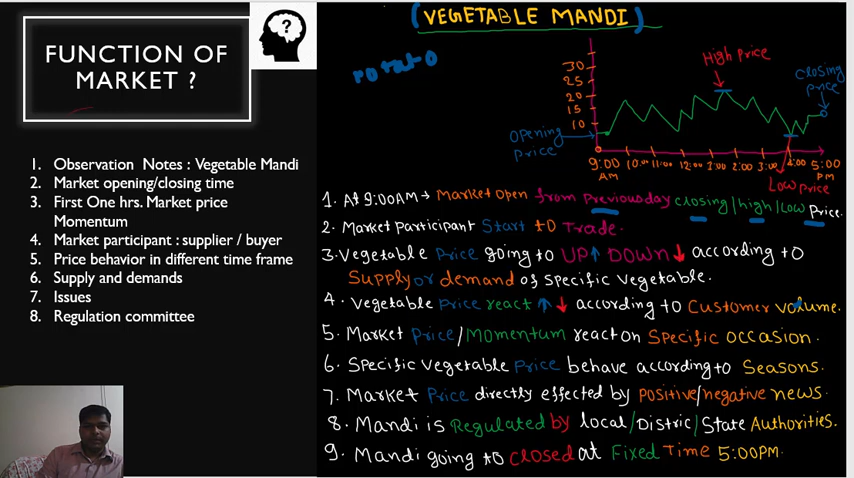 FUNCTION OF
MARKET ?
?
1. Observation Notes : Vegetable Mandi
2. Market opening/closing time
3. First One hrs. Market price
Momentum
4. Market participant : supplier / buyer
5. Price behavior in different time frame
6. Supply and demands
7. Issues
8. Regulation committee
(VEGETABLE MANDI)
potato
High Price
closing
Price
30
25
20
15
10
opening
Price
9:00 10:00 11:00 12:00 2:00 3:00 4:00 5:00
AM PM
Low price
1. At 9:00AM→ Market Open from Previousday closing/high/Low Price.
2. Market Participant Start to Trade.
3. Vegetable Price going to UP↑ DOWN↓ according to
Supply or demand of specific vegetable.
4. Vegetable Price react ↑ ↓ according to Customer volume.
5. Market Price/Momentum react on Specific occasion.
6. Specific Vegetable Price behave according to Seasons.
7. Market Price directly effected by positive/negative news.
8. Mandi is Regulated by local/Distric/State Authorities.
9. Mandi going to closed at Fixed Time 5:00PM.